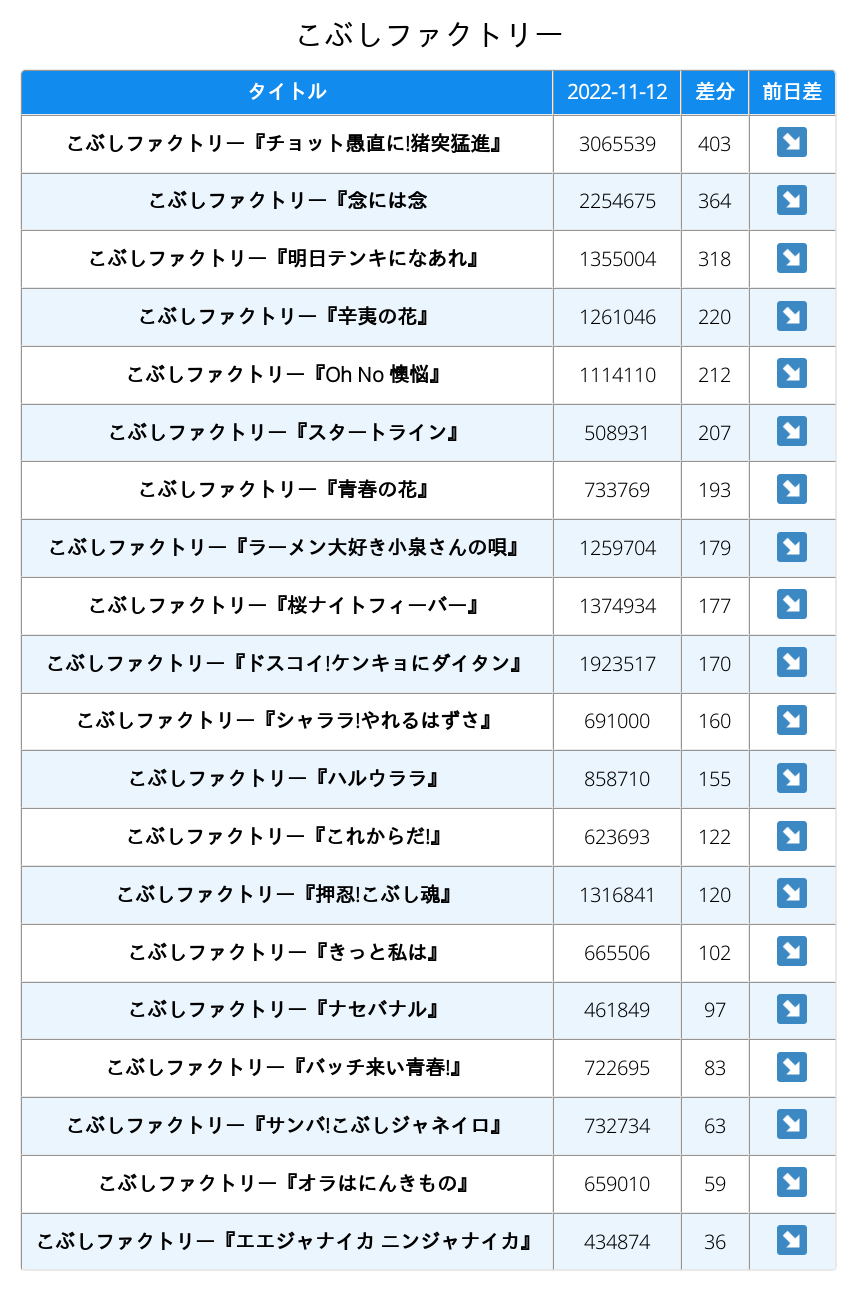 こぶしファクトリー
タイトル 2022-11-12 差分 前日差
こぶしファクトリー『チョット愚直に!猪突猛進』 3065539 403 ↘
こぶしファクトリー『念には念 2254675 364 ↘
こぶしファクトリー『明日テンキになあれ』 1355004 318 ↘
こぶしファクトリー『辛夷の花』 1261046 220 ↘
こぶしファクトリー『Oh No 懊悩』 1114110 212 ↘
こぶしファクトリー『スタートライン』 508931 207 ↘
こぶしファクトリー『青春の花』 733769 193 ↘
こぶしファクトリー『ラーメン大好き小泉さんの唄』 1259704 179 ↘
こぶしファクトリー『桜ナイトフィーバー』 1374934 177 ↘
こぶしファクトリー『ドスコイ!ケンキョにダイタン』 1923517 170 ↘
こぶしファクトリー『シャララ!やれるはずさ』 691000 160 ↘
こぶしファクトリー『ハルウララ』 858710 155 ↘
こぶしファクトリー『これからだ!』 623693 122 ↘
こぶしファクトリー『押忍!こぶし魂』 1316841 120 ↘
こぶしファクトリー『きっと私は』 665506 102 ↘
こぶしファクトリー『ナセバナル』 461849 97 ↘
こぶしファクトリー『バッチ来い青春!』 722695 83 ↘
こぶしファクトリー『サンバ!こぶしジャネイロ』 732734 63 ↘
こぶしファクトリー『オラはにんきもの』 659010 59 ↘
こぶしファクトリー『エエジャナイカ ニンジャナイカ』 434874 36 ↘